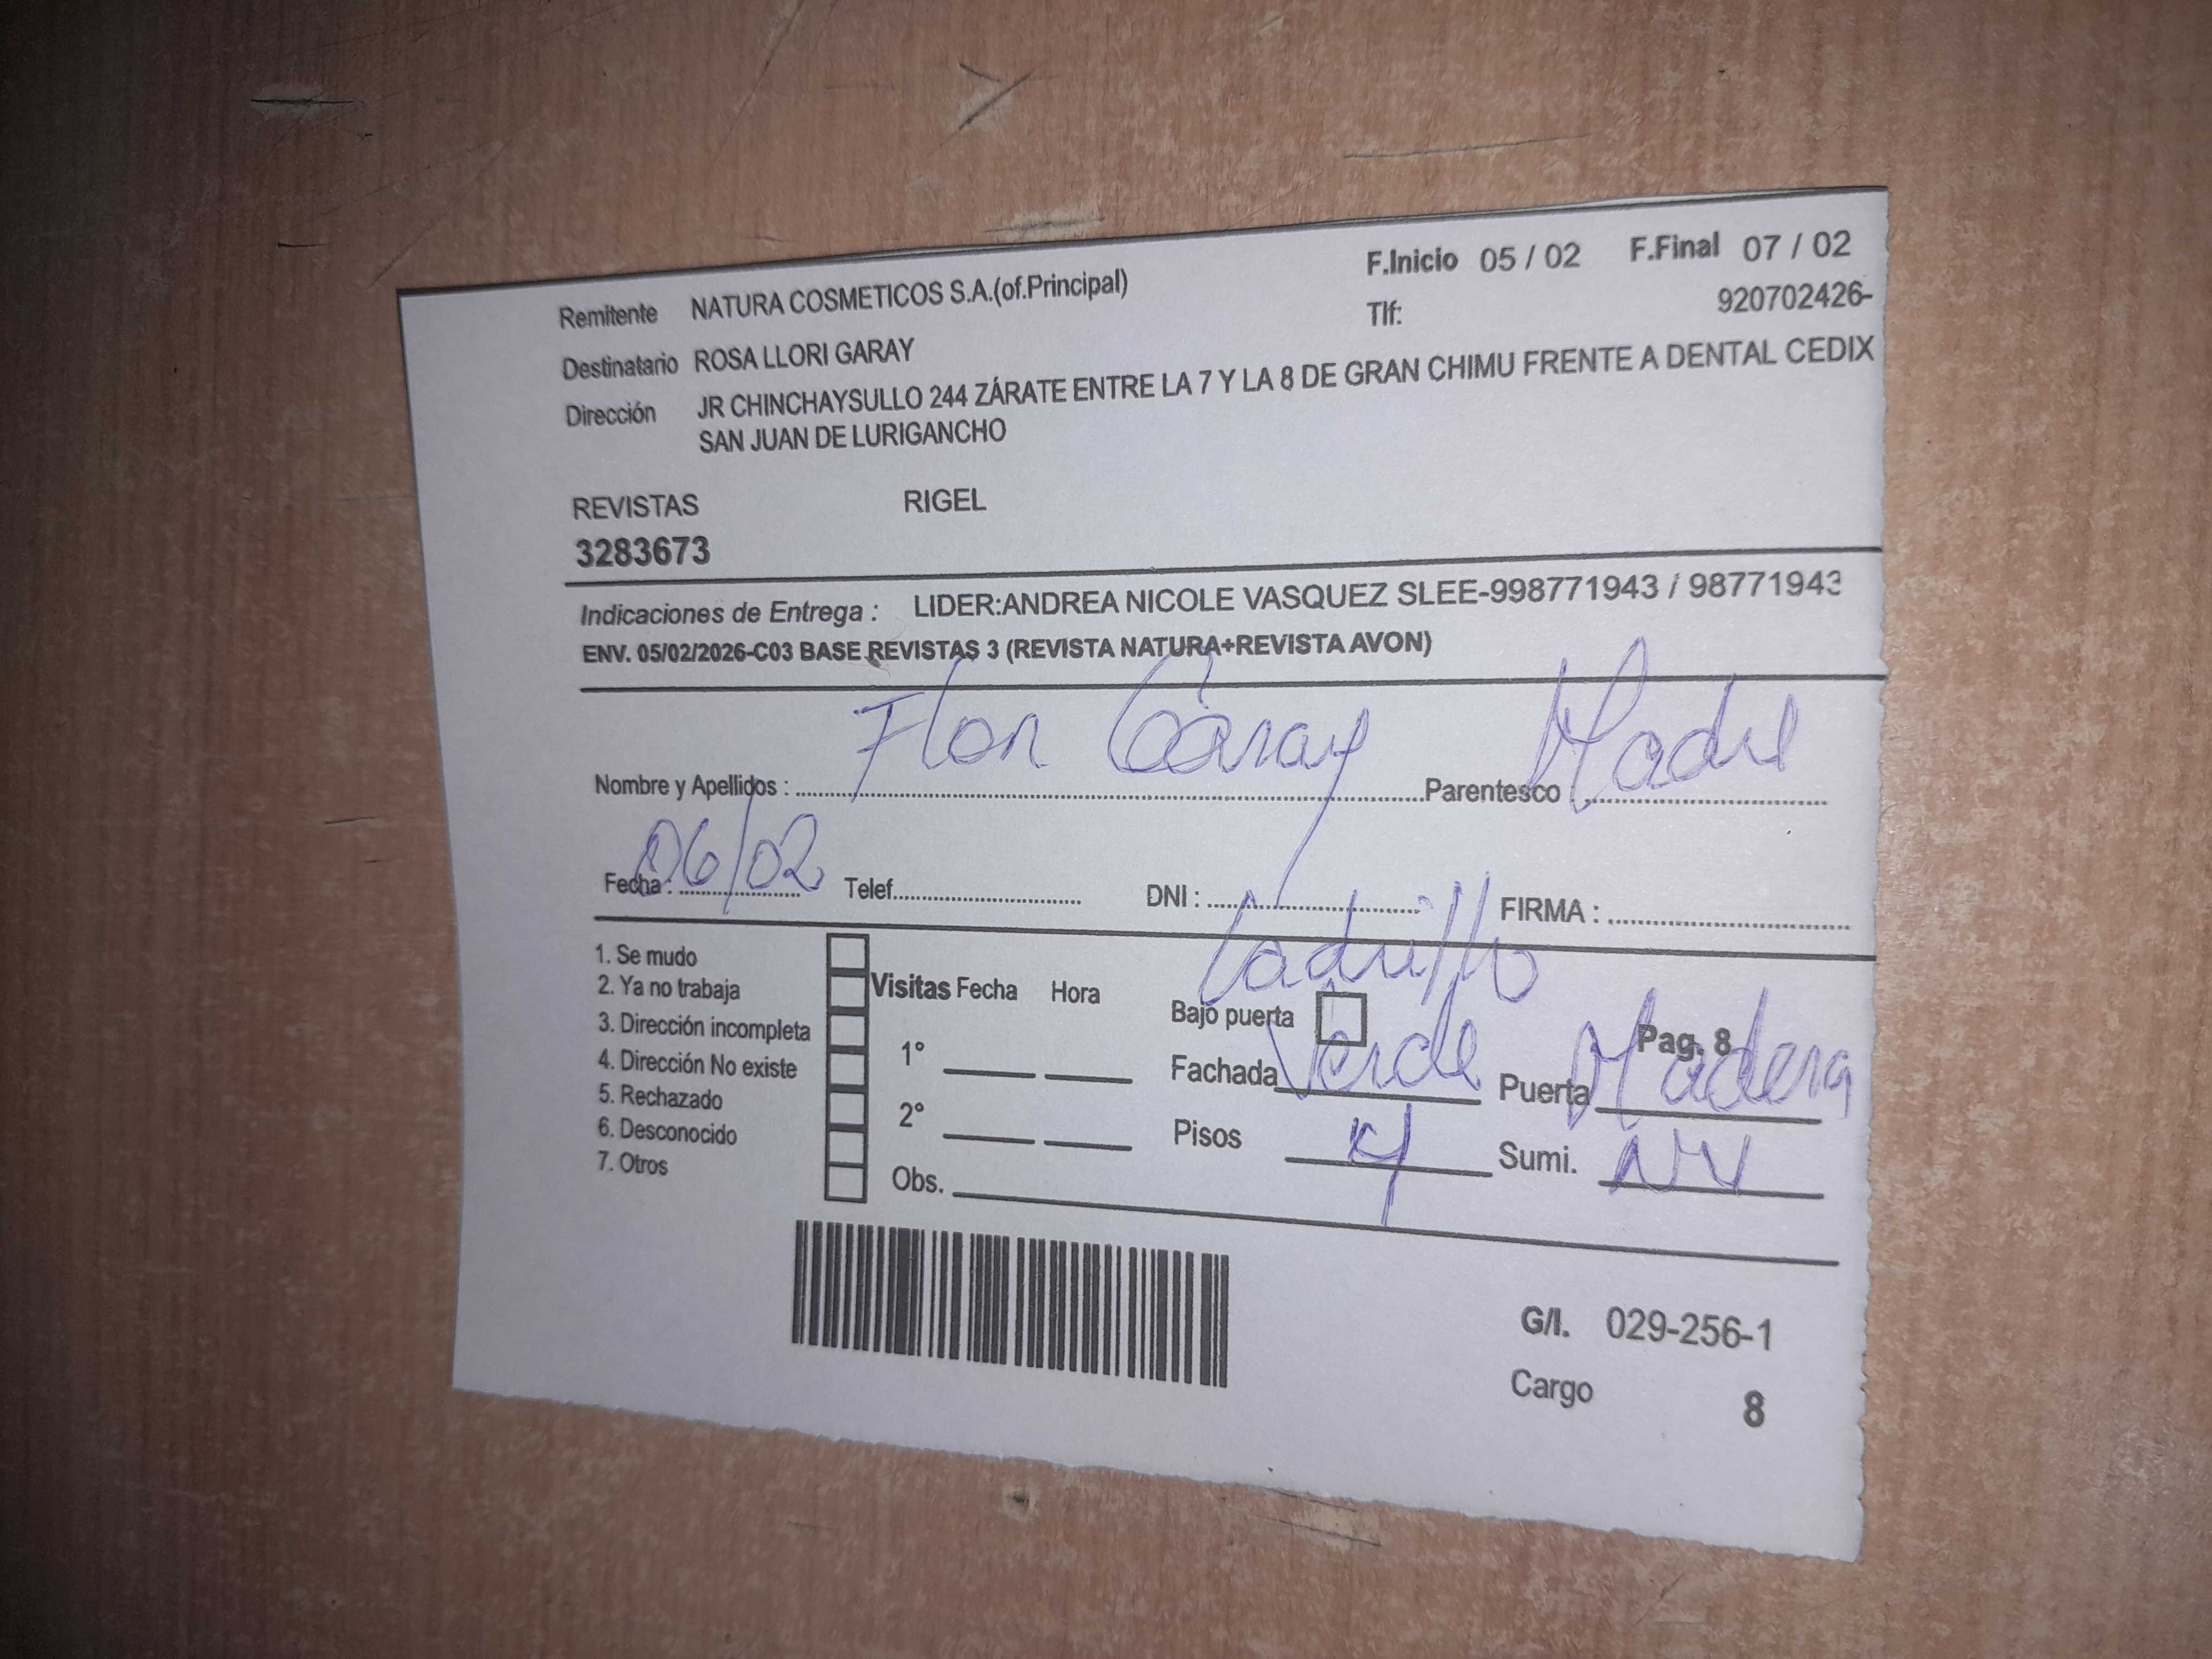 Remitente NATURA COSMETICOS S.A.(of.Principal) F.Inicio 05 / 02 F.Final 07 / 02
Tlf: 920702426-
Destinatario ROSA LLORI GARAY
Dirección JR CHINCHAYSULLO 244 ZÁRATE ENTRE LA 7 Y LA 8 DE GRAN CHIMU FRENTE A DENTAL CEDIX
SAN JUAN DE LURIGANCHO
REVISTAS RIGEL
3283673
Indicaciones de Entrega : LIDER:ANDREA NICOLE VASQUEZ SLEE-998771943 / 98771943
ENV. 05/02/2026-C03 BASE REVISTAS 3 (REVISTA NATURA+REVISTA AVON)
Nombre y Apellidos : Flor Garay Parentesco : Madre
Fecha : 06/02 Telef. DNI : FIRMA :
1. Se mudo
2. Ya no trabaja
3. Dirección incompleta
4. Dirección No existe
5. Rechazado
6. Desconocido
7. Otros
Visitas Fecha Hora
1°
2°
Obs.
Ladrillo
Bajo puerta Pag. 8
Fachada Verde Puerta Madera
Pisos 4 Sumi. NV
G/I. 029-256-1
Cargo 8